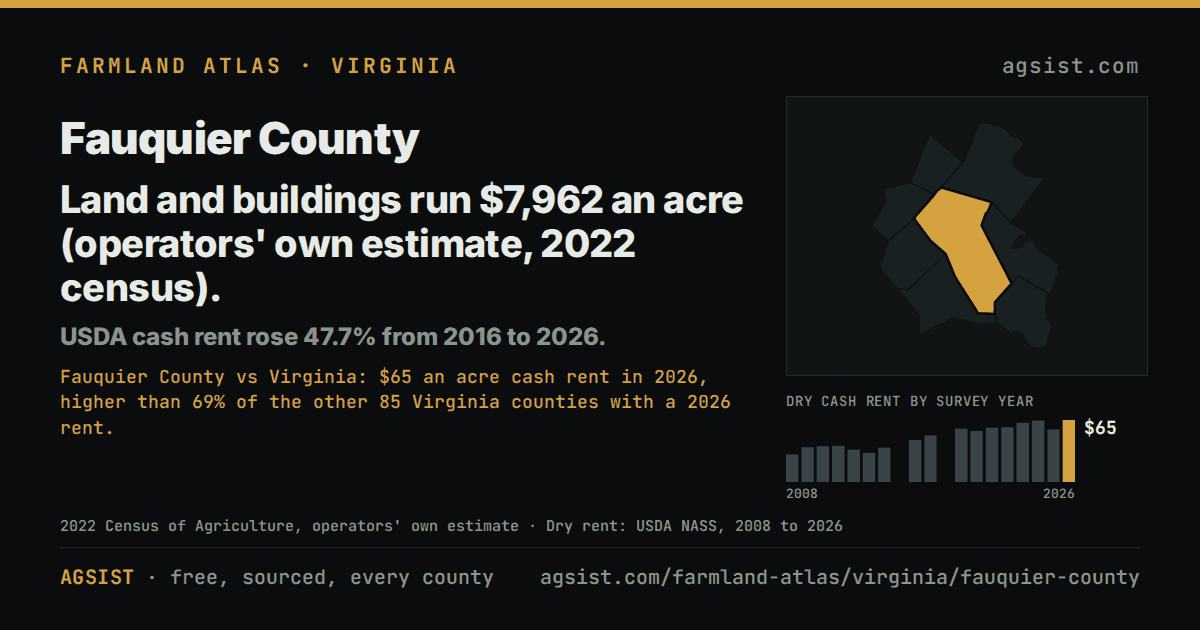 FARMLAND ATLAS · VIRGINIA
agsist.com
Fauquier County
Land and buildings run $7,962 an acre
(operators' own estimate, 2022
census).
USDA cash rent rose 47.7% from 2016 to 2026.
Fauquier County vs Virginia: $65 an acre cash rent in 2026,
higher than 69% of the other 85 Virginia counties with a 2026
rent.
DRY CASH RENT BY SURVEY YEAR
$65
2008
2026
2022 Census of Agriculture, operators' own estimate · Dry rent: USDA NASS, 2008 to 2026
AGSIST · free, sourced, every county
agsist.com/farmland-atlas/virginia/fauquier-county